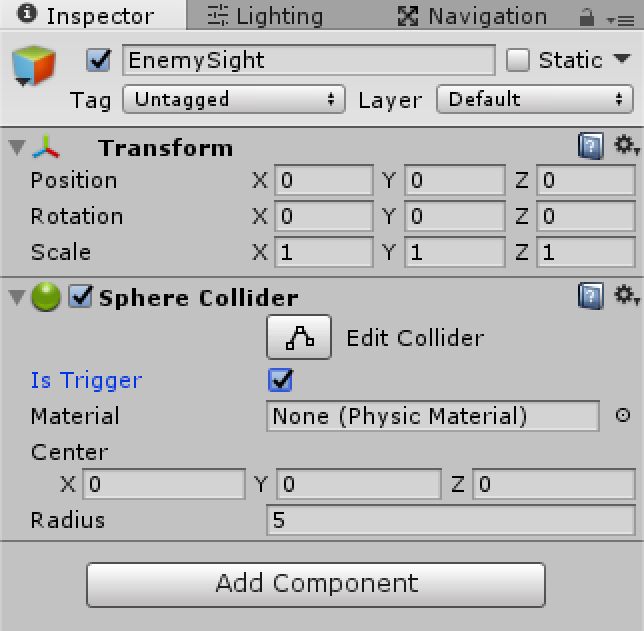 Inspector Lighting Navigation
EnemySight Static
Tag Untagged Layer Default
Transform
Position X 0 Y 0 Z 0
Rotation X 0 Y 0 Z 0
Scale X 1 Y 1 Z 1
Sphere Collider
Edit Collider
Is Trigger
Material None (Physic Material)
Center
X 0 Y 0 Z 0
Radius 5
Add Component